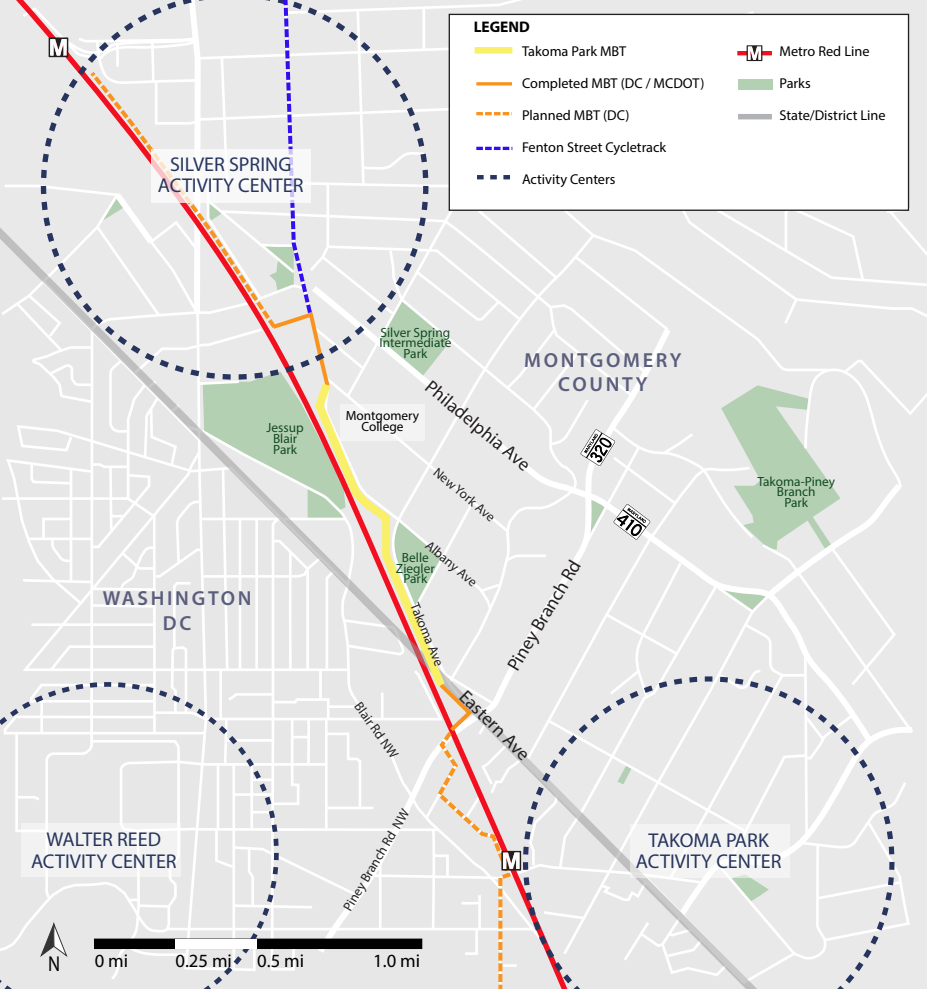 LEGEND
Takoma Park MBT
Completed MBT (DC / MCDOT)
Planned MBT (DC)
Fenton Street Cycletrack
Activity Centers
M
Metro Red Line
Parks
State/District Line
M
SILVER SPRING
ACTIVITY CENTER
Silver Spring
Intermediate
Park
MONTGOMERY
COUNTY
Philadelphia Ave
Montgomery
College
Jessup
Blair
Park
MARYLAND
320
New York Ave
Takoma-Piney
Branch
Park
MARYLAND
410
Albany Ave
Belle
Ziegler
Park
WASHINGTON
DC
Takoma Ave
Piney Branch Rd
Eastern Ave
Blair Rd NW
Piney Branch Rd NW
WALTER REED
ACTIVITY CENTER
TAKOMA PARK
ACTIVITY CENTER
M
N
0 mi 0.25 mi 0.5 mi 1.0 mi